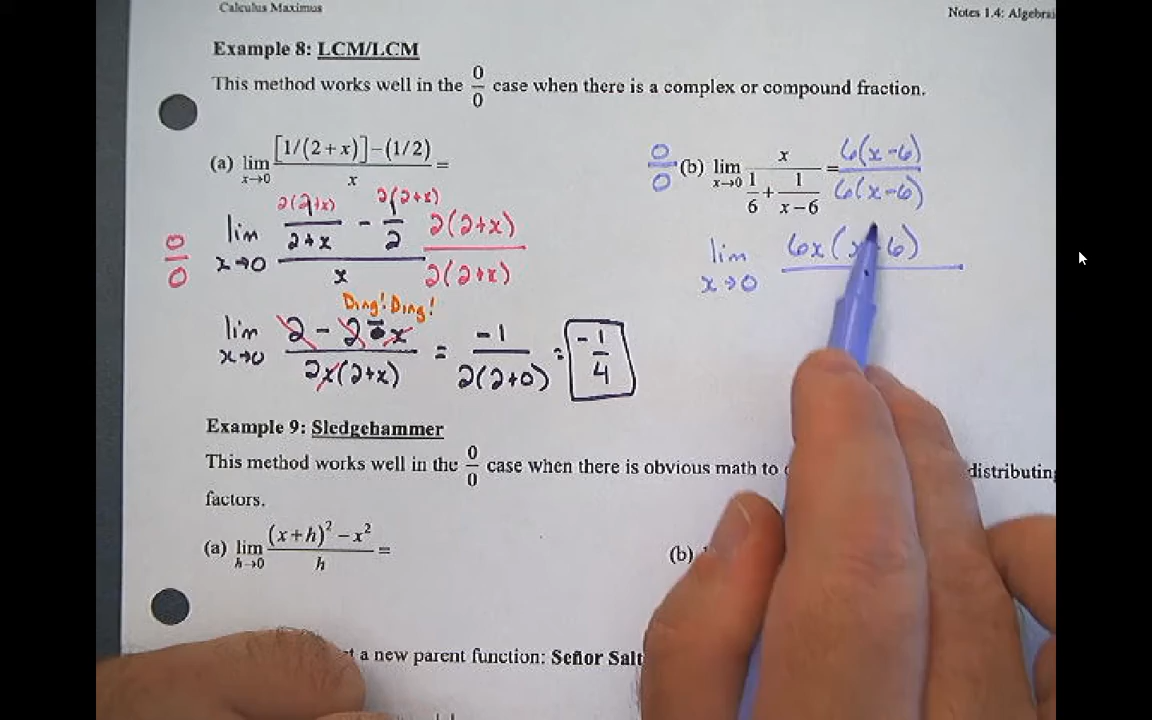 Calculus Maximus
Notes 1.4: Algebrai
Example 8: LCM/LCM
This method works well in the 0/0 case when there is a complex or compound fraction.
(a) lim x→0 [1/(2+x)]−(1/2) / x =
2(2+x) 2(2+x)
0/0 lim x→0 (1/(2+x) − 1/2) / x 2(2+x)/2(2+x)
Ding! Ding!
lim x→0 (2 − 2 − x)/(2x(2+x)) = −1/(2(2+0)) = −1/4
0/0 (b) lim x→0 x / (1/6 + 1/(x−6)) = 6(x−6)/6(x−6)
lim x→0 6x(x−6)
Example 9: Sledgehammer
This method works well in the 0/0 case when there is obvious math to distributing
factors.
(a) lim h→0 ((x+h)² − x²)/h =
(b)
a new parent function: Señor Salt